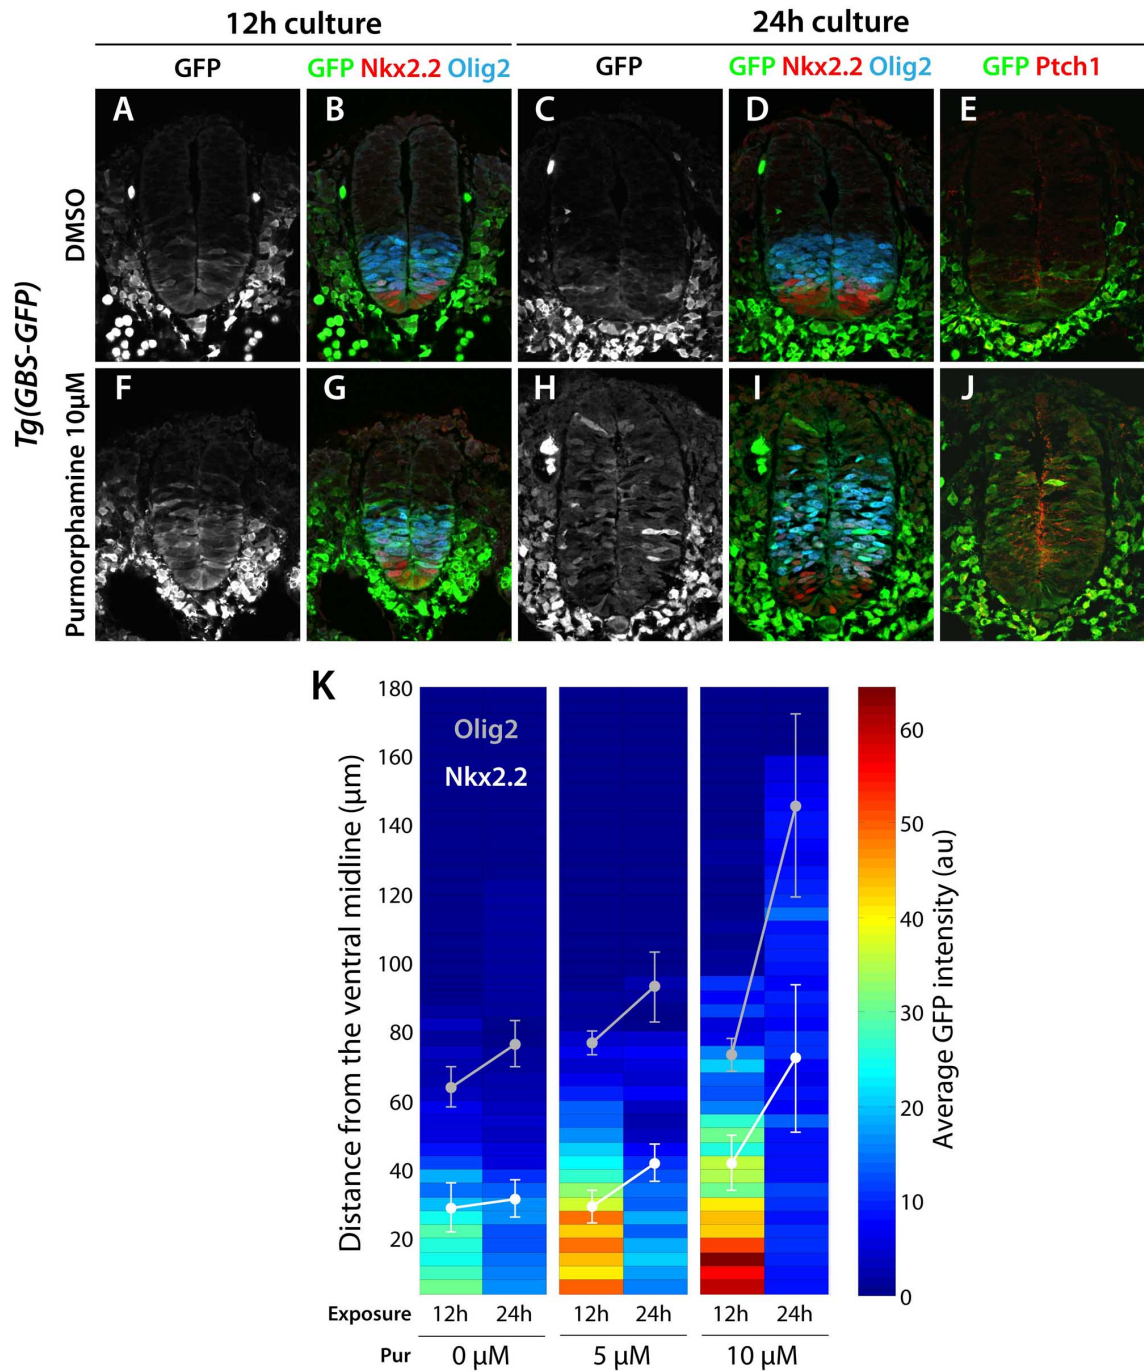 12h culture 24h culture
GFP GFP Nkx2.2 Olig2 GFP GFP Nkx2.2 Olig2 GFP Ptch1
Tg(GBS-GFP)
DMSO
A B C D E
Purmorphamine 10µM
F G H I J
K
Distance from the ventral midline (µm)
180
160
140
120
100
80
60
40
20
Olig2
Nkx2.2
60
50
40
30
20
10
0
Average GFP intensity (au)
Exposure 12h 24h 12h 24h 12h 24h
Pur 0 µM 5 µM 10 µM